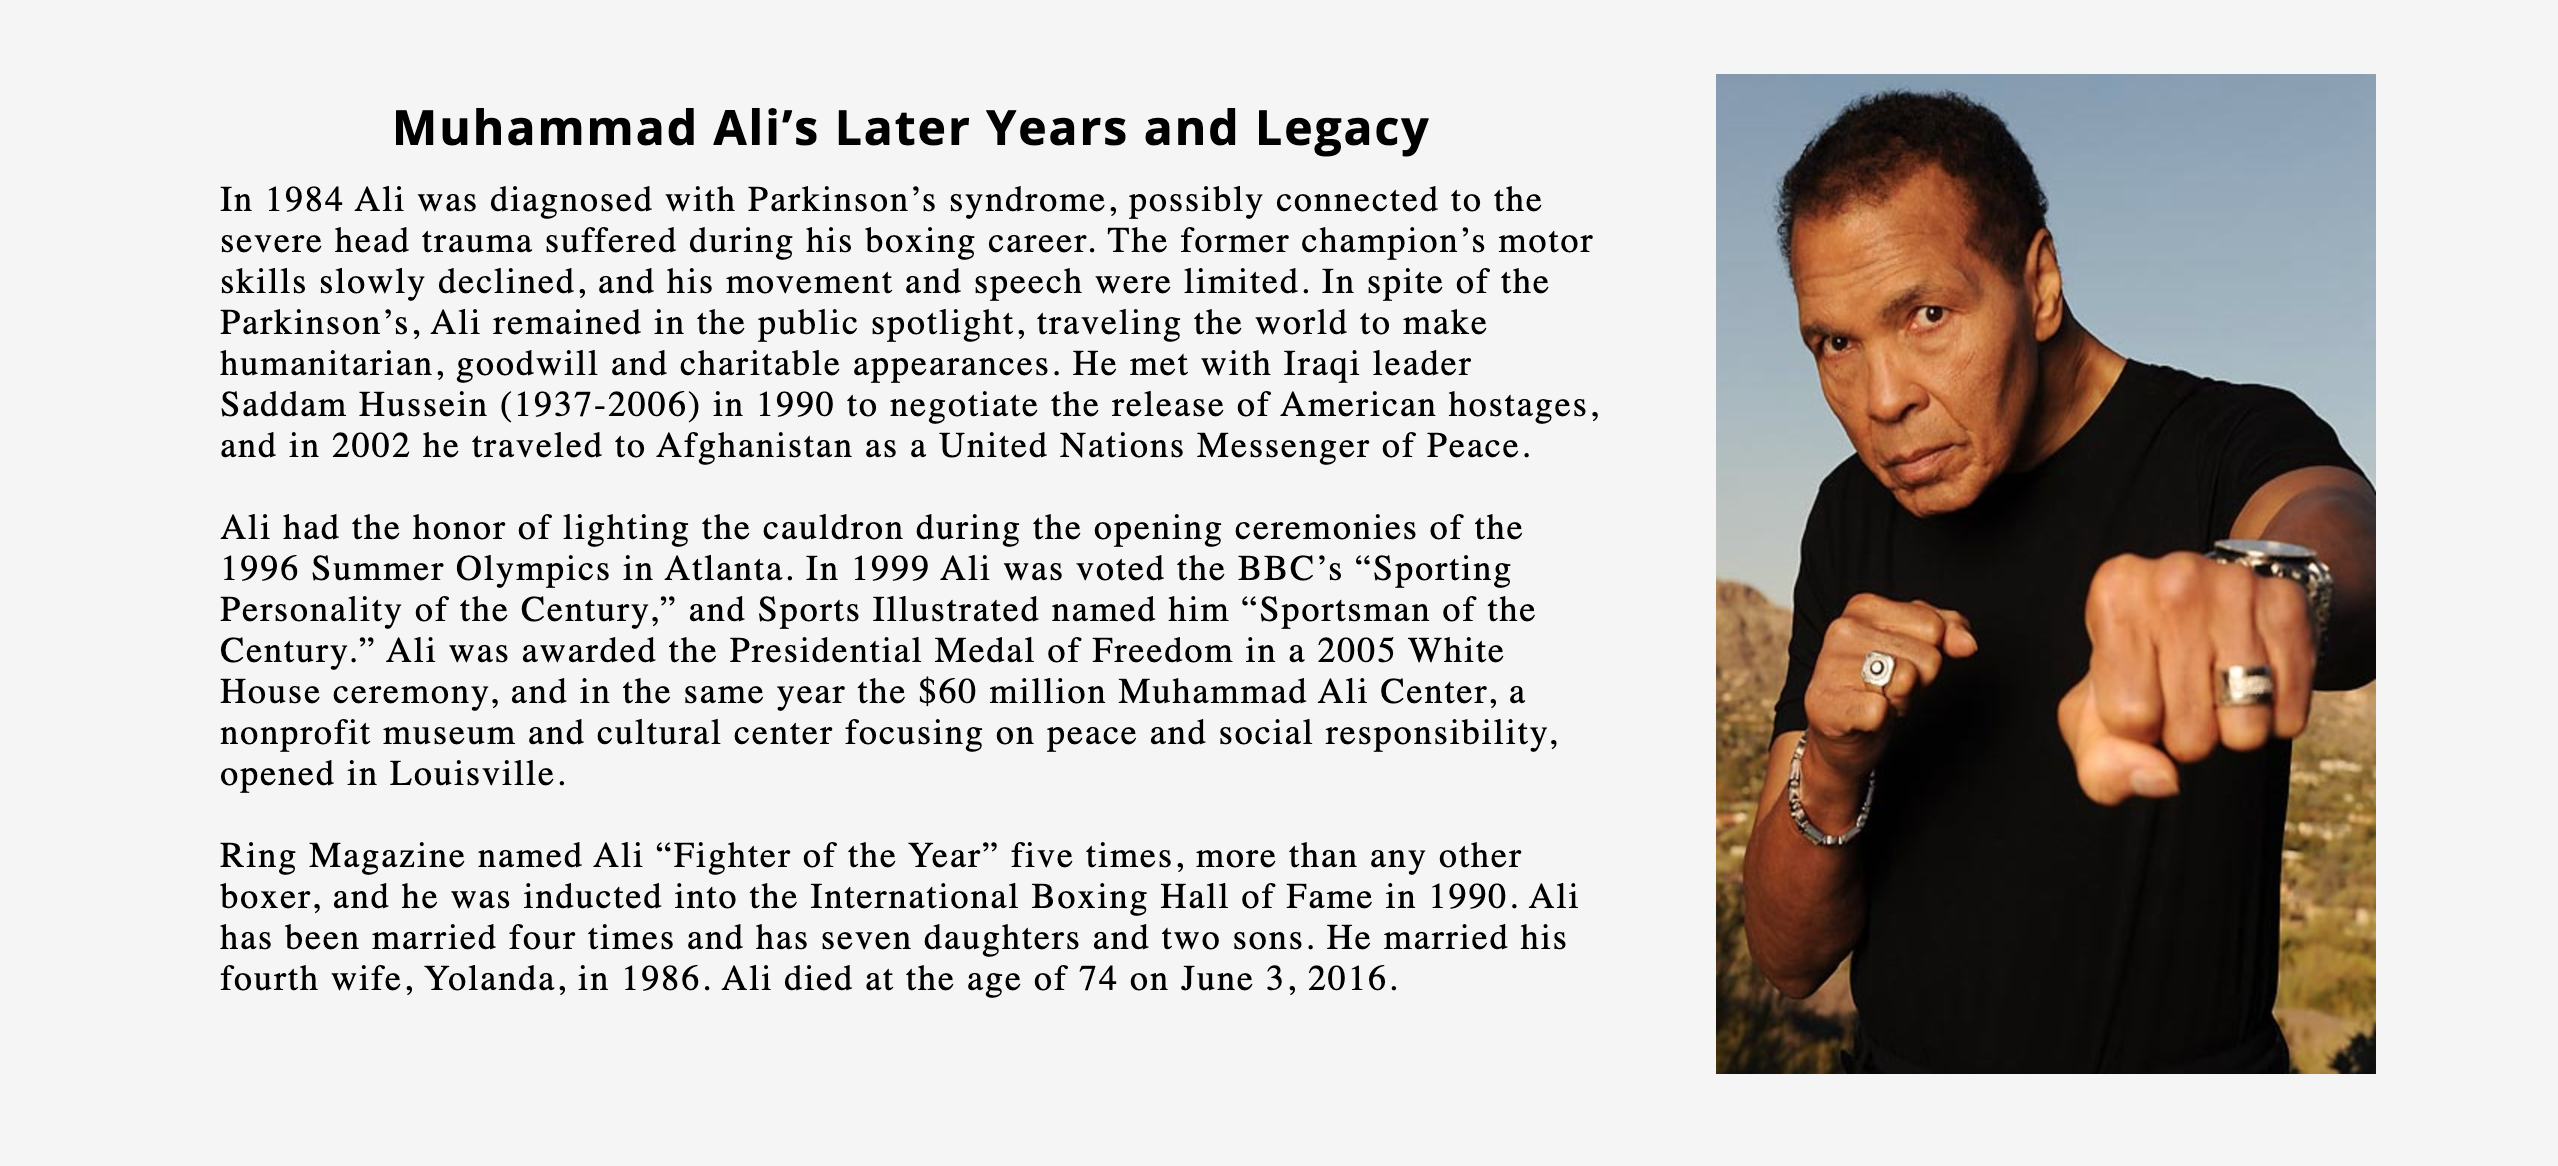 Muhammad Ali’s Later Years and Legacy
In 1984 Ali was diagnosed with Parkinson’s syndrome, possibly connected to the
severe head trauma suffered during his boxing career. The former champion’s motor
skills slowly declined, and his movement and speech were limited. In spite of the
Parkinson’s, Ali remained in the public spotlight, traveling the world to make
humanitarian, goodwill and charitable appearances. He met with Iraqi leader
Saddam Hussein (1937-2006) in 1990 to negotiate the release of American hostages,
and in 2002 he traveled to Afghanistan as a United Nations Messenger of Peace.
Ali had the honor of lighting the cauldron during the opening ceremonies of the
1996 Summer Olympics in Atlanta. In 1999 Ali was voted the BBC’s “Sporting
Personality of the Century,” and Sports Illustrated named him “Sportsman of the
Century.” Ali was awarded the Presidential Medal of Freedom in a 2005 White
House ceremony, and in the same year the $60 million Muhammad Ali Center, a
nonprofit museum and cultural center focusing on peace and social responsibility,
opened in Louisville.
Ring Magazine named Ali “Fighter of the Year” five times, more than any other
boxer, and he was inducted into the International Boxing Hall of Fame in 1990. Ali
has been married four times and has seven daughters and two sons. He married his
fourth wife, Yolanda, in 1986. Ali died at the age of 74 on June 3, 2016.